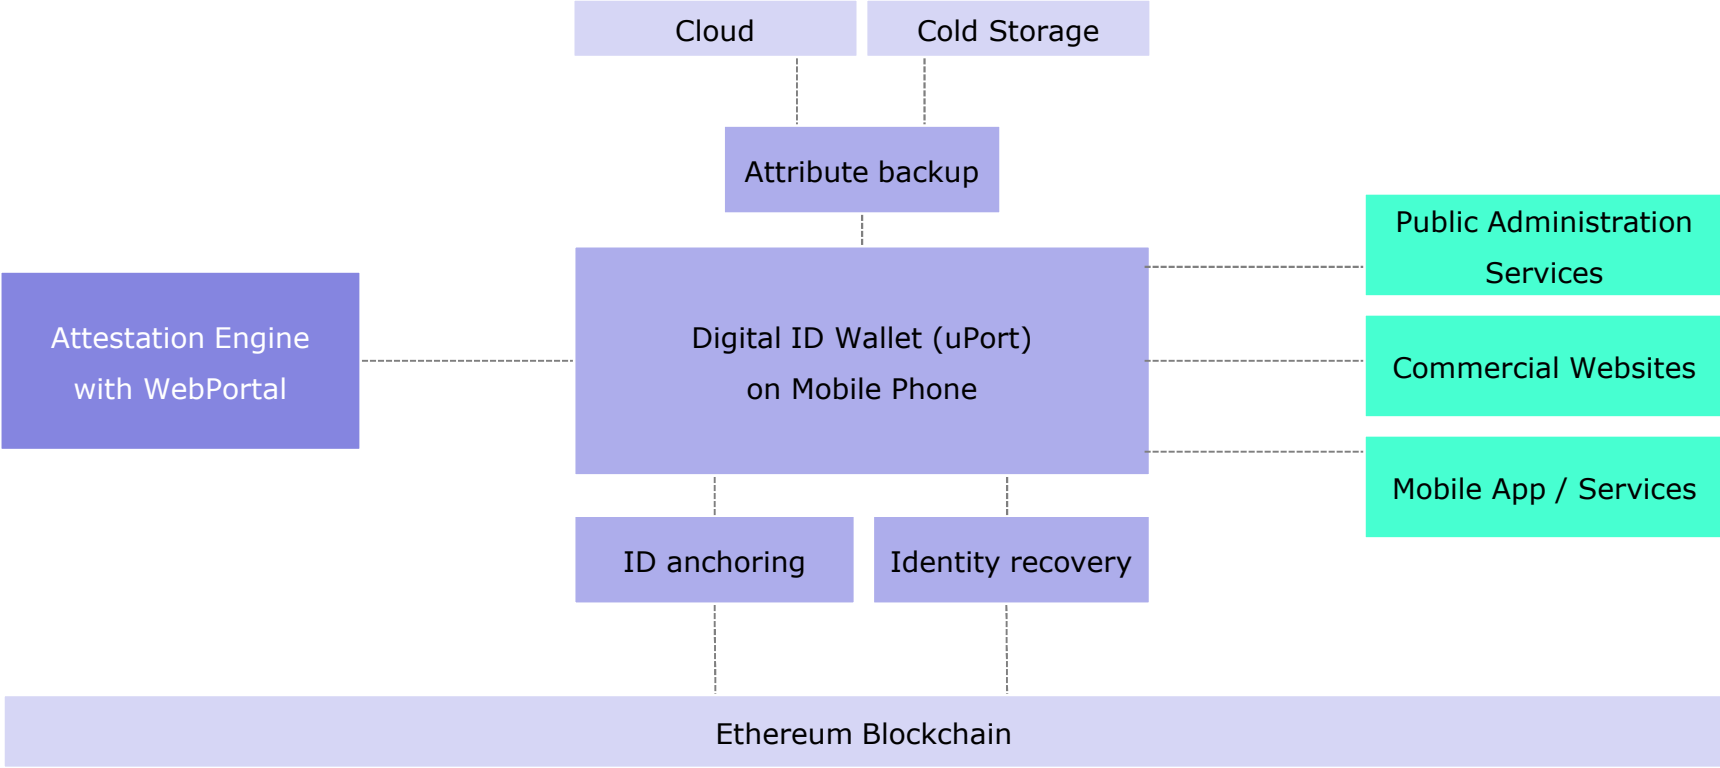 Cloud
Cold Storage
Attribute backup
Public Administration
Services
Attestation Engine
with WebPortal
Digital ID Wallet (uPort)
on Mobile Phone
Commercial Websites
Mobile App / Services
ID anchoring
Identity recovery
Ethereum Blockchain